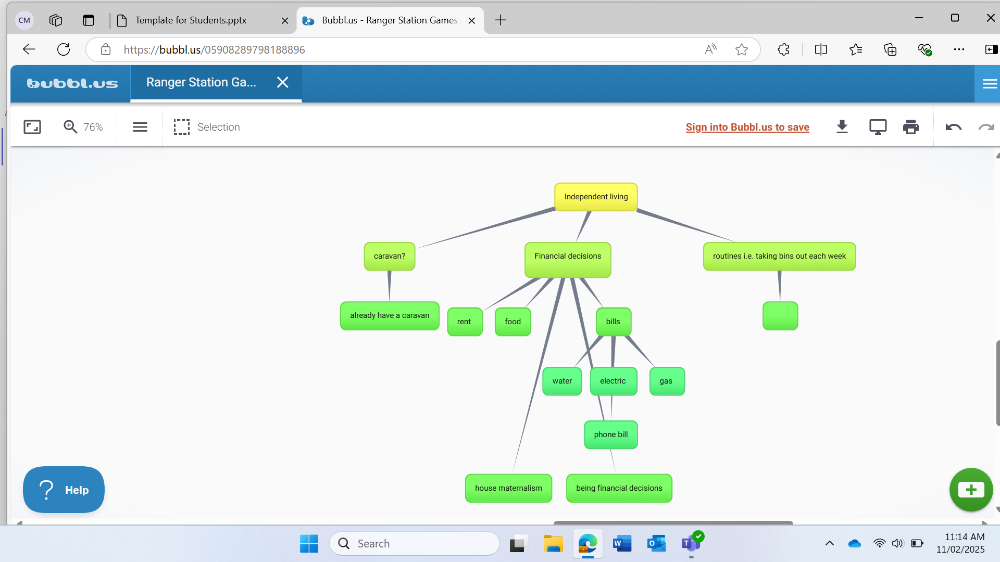 CM
Template for Students.pptx
Bubbl.us - Ranger Station Games
https://bubbl.us/05908289798188896
bubbl.us
Ranger Station Ga...
76%
Selection
Sign into Bubbl.us to save
Independent living
caravan?
Financial decisions
routines i.e. taking bins out each week
already have a caravan
rent
food
bills
water
electric
gas
phone bill
house maternalism
being financial decisions
? Help
Search
11:14 AM
11/02/2025